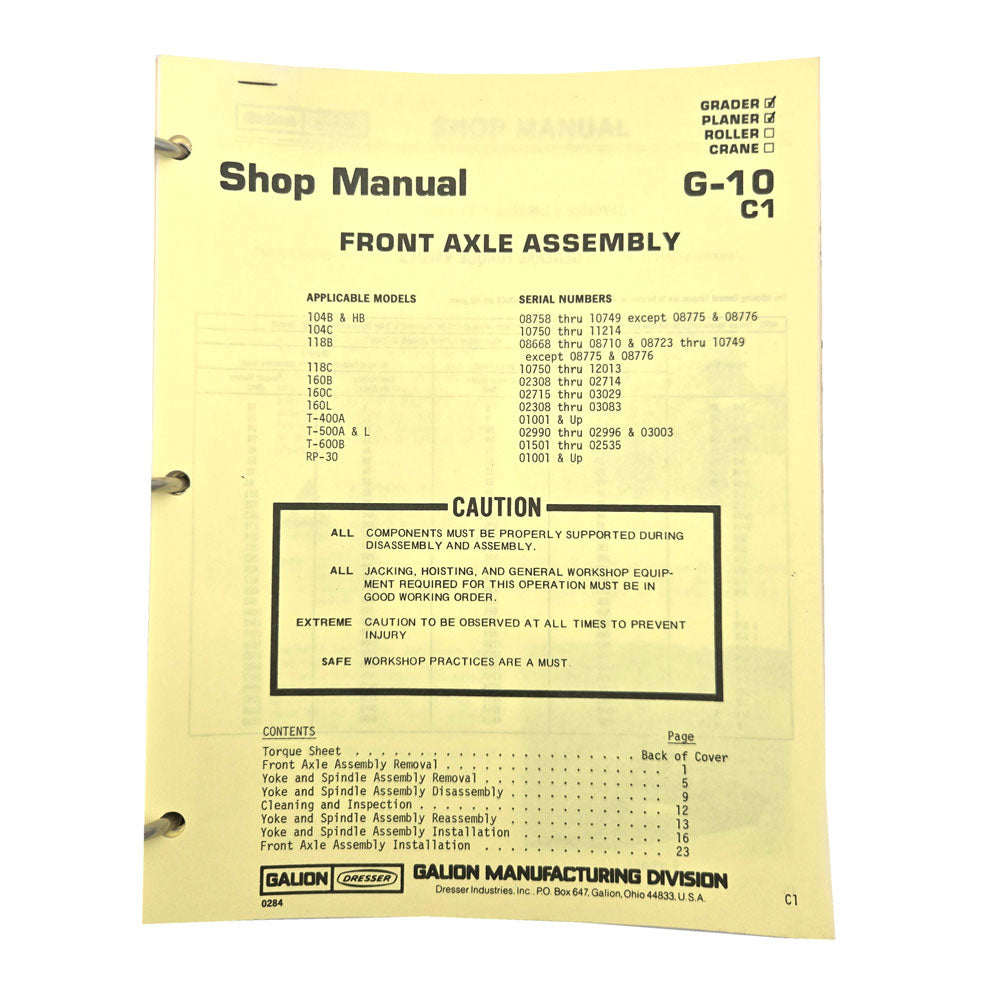 GRADER ☑
PLANER ☑
ROLLER ☐
CRANE ☐
Shop Manual
G-10
C1
FRONT AXLE ASSEMBLY
APPLICABLE MODELS SERIAL NUMBERS
104B & HB 08758 thru 10749 except 08775 & 08776
104C 10750 thru 11214
118B 08668 thru 08710 & 08723 thru 10749
except 08775 & 08776
118C 10750 thru 12013
160B 02308 thru 02714
160C 02715 thru 03029
160L 02308 thru 03083
T-400A 01001 & Up
T-500A & L 02990 thru 02996 & 03003
T-600B 01501 thru 02535
RP-30 01001 & Up
CAUTION
ALL COMPONENTS MUST BE PROPERLY SUPPORTED DURING
DISASSEMBLY AND ASSEMBLY.
ALL JACKING, HOISTING, AND GENERAL WORKSHOP EQUIP-
MENT REQUIRED FOR THIS OPERATION MUST BE IN
GOOD WORKING ORDER.
EXTREME CAUTION TO BE OBSERVED AT ALL TIMES TO PREVENT
INJURY
SAFE WORKSHOP PRACTICES ARE A MUST.
CONTENTS Page
Torque Sheet . . . . . . . . . . . . . . . . . . . . . . Back of Cover
Front Axle Assembly Removal . . . . . . . . . . . . . . . . . 1
Yoke and Spindle Assembly Removal . . . . . . . . . . . . . . 5
Yoke and Spindle Assembly Disassembly . . . . . . . . . . . . 9
Cleaning and Inspection . . . . . . . . . . . . . . . . . . . 12
Yoke and Spindle Assembly Reassembly . . . . . . . . . . . . 13
Yoke and Spindle Assembly Installation . . . . . . . . . . . 16
Front Axle Assembly Installation . . . . . . . . . . . . . . 23
GALION DRESSER GALION MANUFACTURING DIVISION
Dresser Industries, Inc., P.O. Box 647, Galion, Ohio 44833, U.S.A.
0284 C1